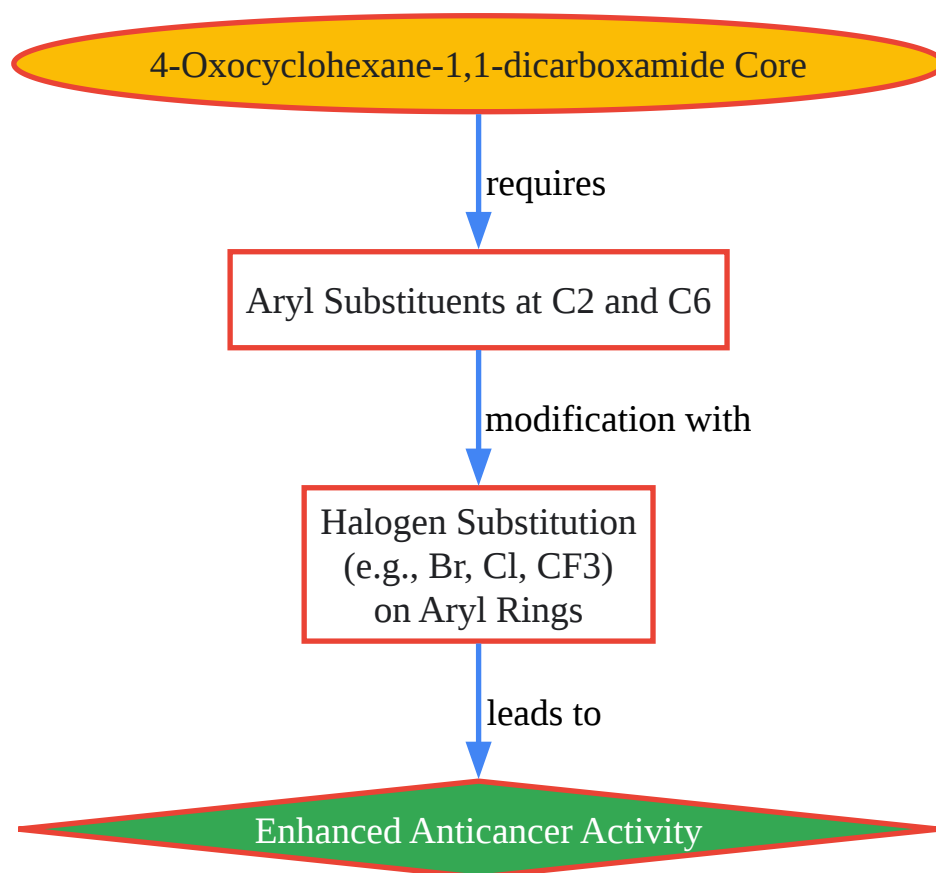 4-Oxocyclohexane-1,1-dicarboxamide Core
requires
Aryl Substituents at C2 and C6
modification with
Halogen Substitution
(e.g., Br, Cl, CF3)
on Aryl Rings
leads to
Enhanced Anticancer Activity